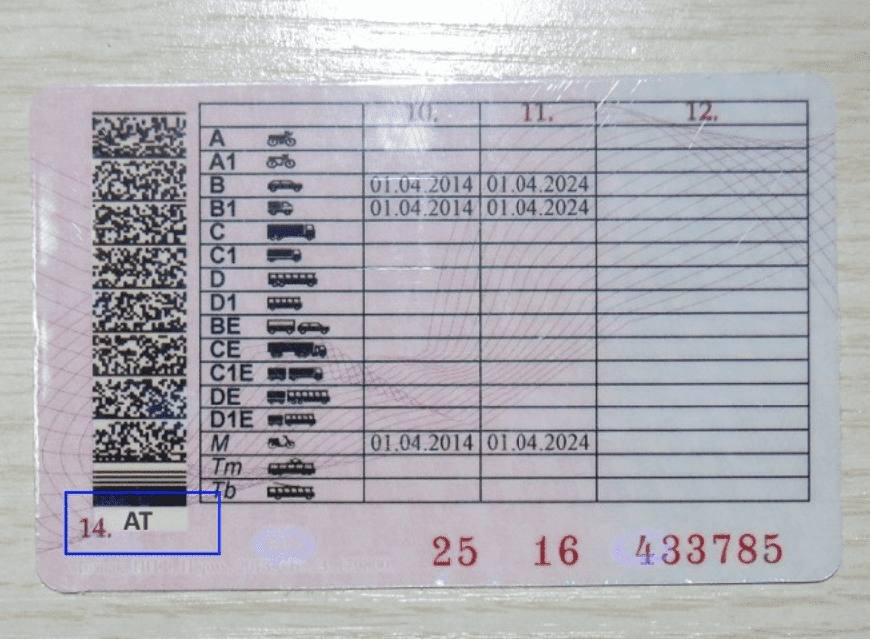 10. 11. 12.
A
A1
B 01.04.2014 01.04.2024
B1 01.04.2014 01.04.2024
C
C1
D
D1
BE
CE
C1E
DE
D1E
M 01.04.2014 01.04.2024
Tm
Tb
14. AT
25 16 433785